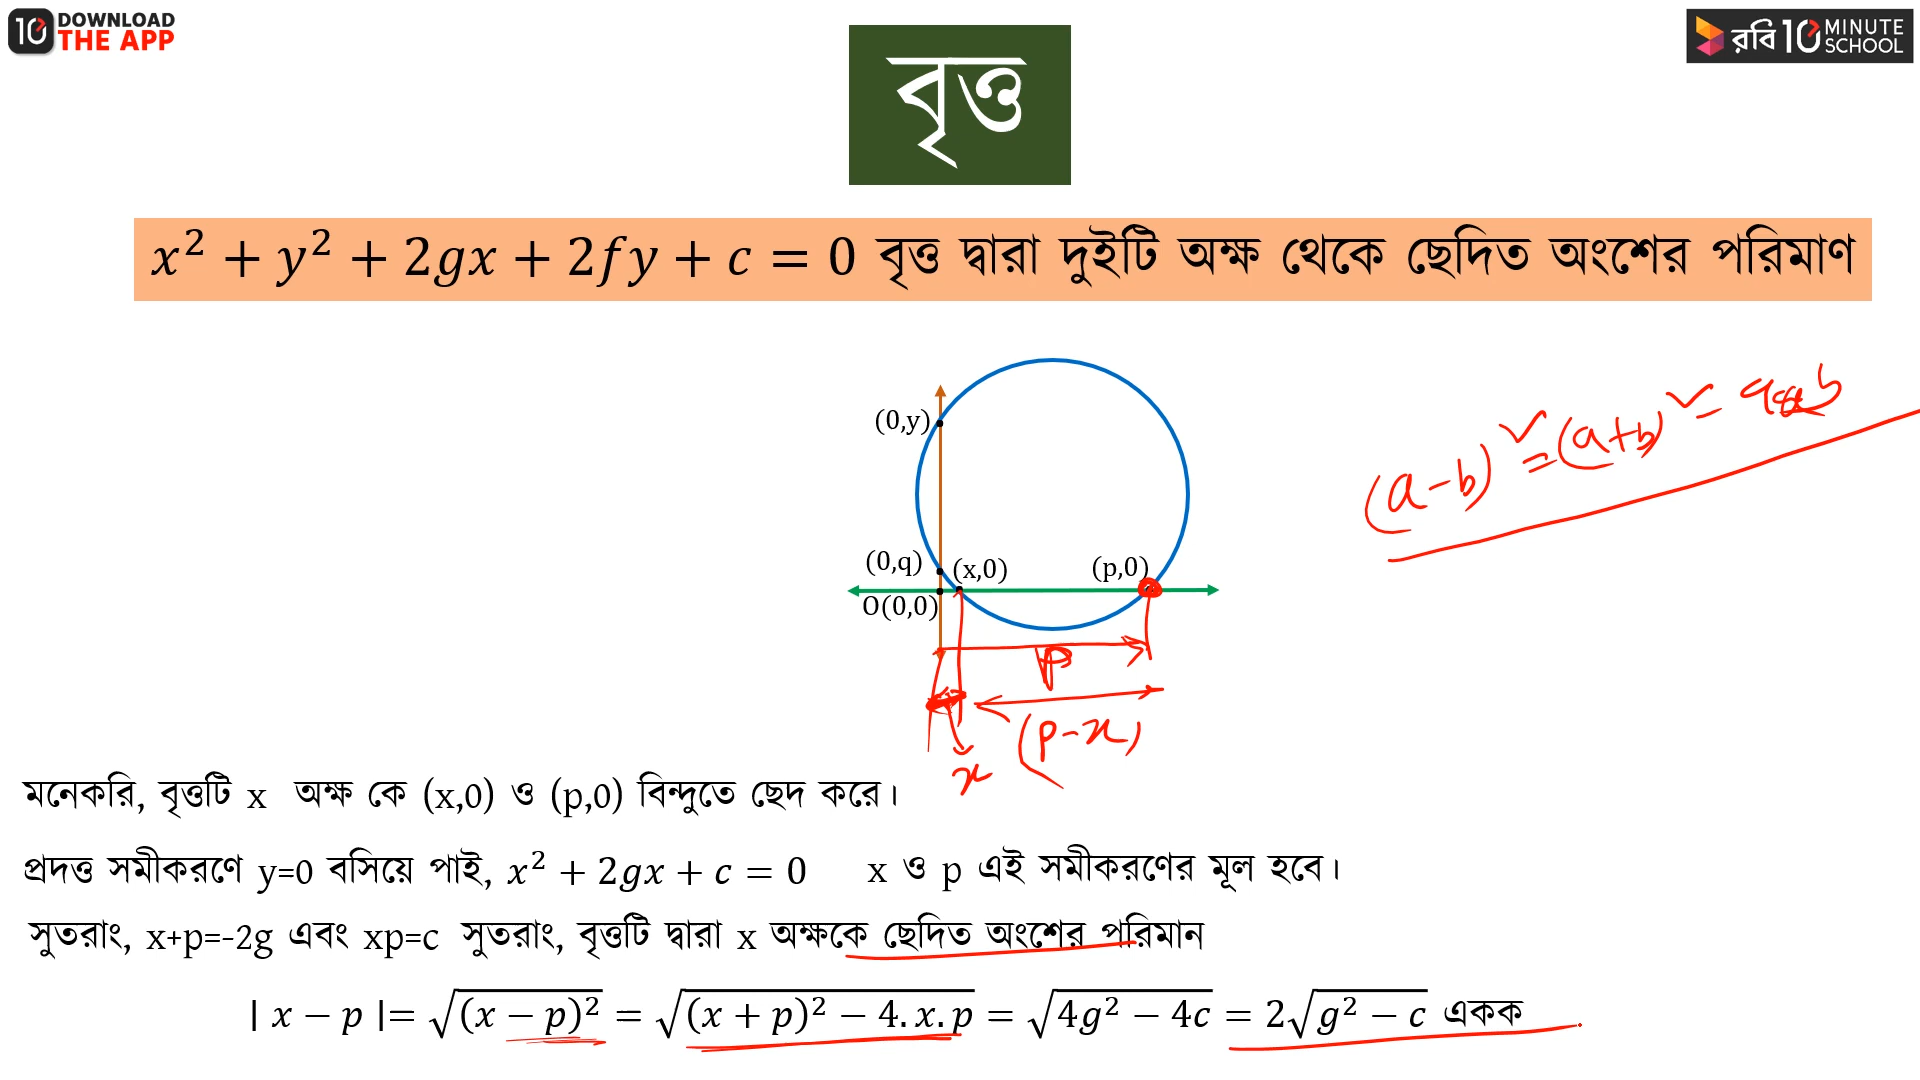 10 DOWNLOAD THE APP
রবি 10 MINUTE SCHOOL
বৃত্ত
x² + y² + 2gx + 2fy + c = 0 বৃত্ত দ্বারা দুইটি অক্ষ থেকে ছেদিত অংশের পরিমাণ
(0,y)
(a-b)² = (a+b)² = 4ab
(0,q)
(x,0)
(p,0)
O(0,0)
p
(p-x)
x
মনেকরি, বৃত্তটি x অক্ষ কে (x,0) ও (p,0) বিন্দুতে ছেদ করে।
প্রদত্ত সমীকরণে y=0 বসিয়ে পাই, x² + 2gx + c = 0 x ও p এই সমীকরণের মূল হবে।
সুতরাং, x+p=-2g এবং xp=c সুতরাং, বৃত্তটি দ্বারা x অক্ষকে ছেদিত অংশের পরিমান
| x − p |= √(x − p)² = √(x + p)² − 4.x.p = √4g² − 4c = 2√g² − c একক